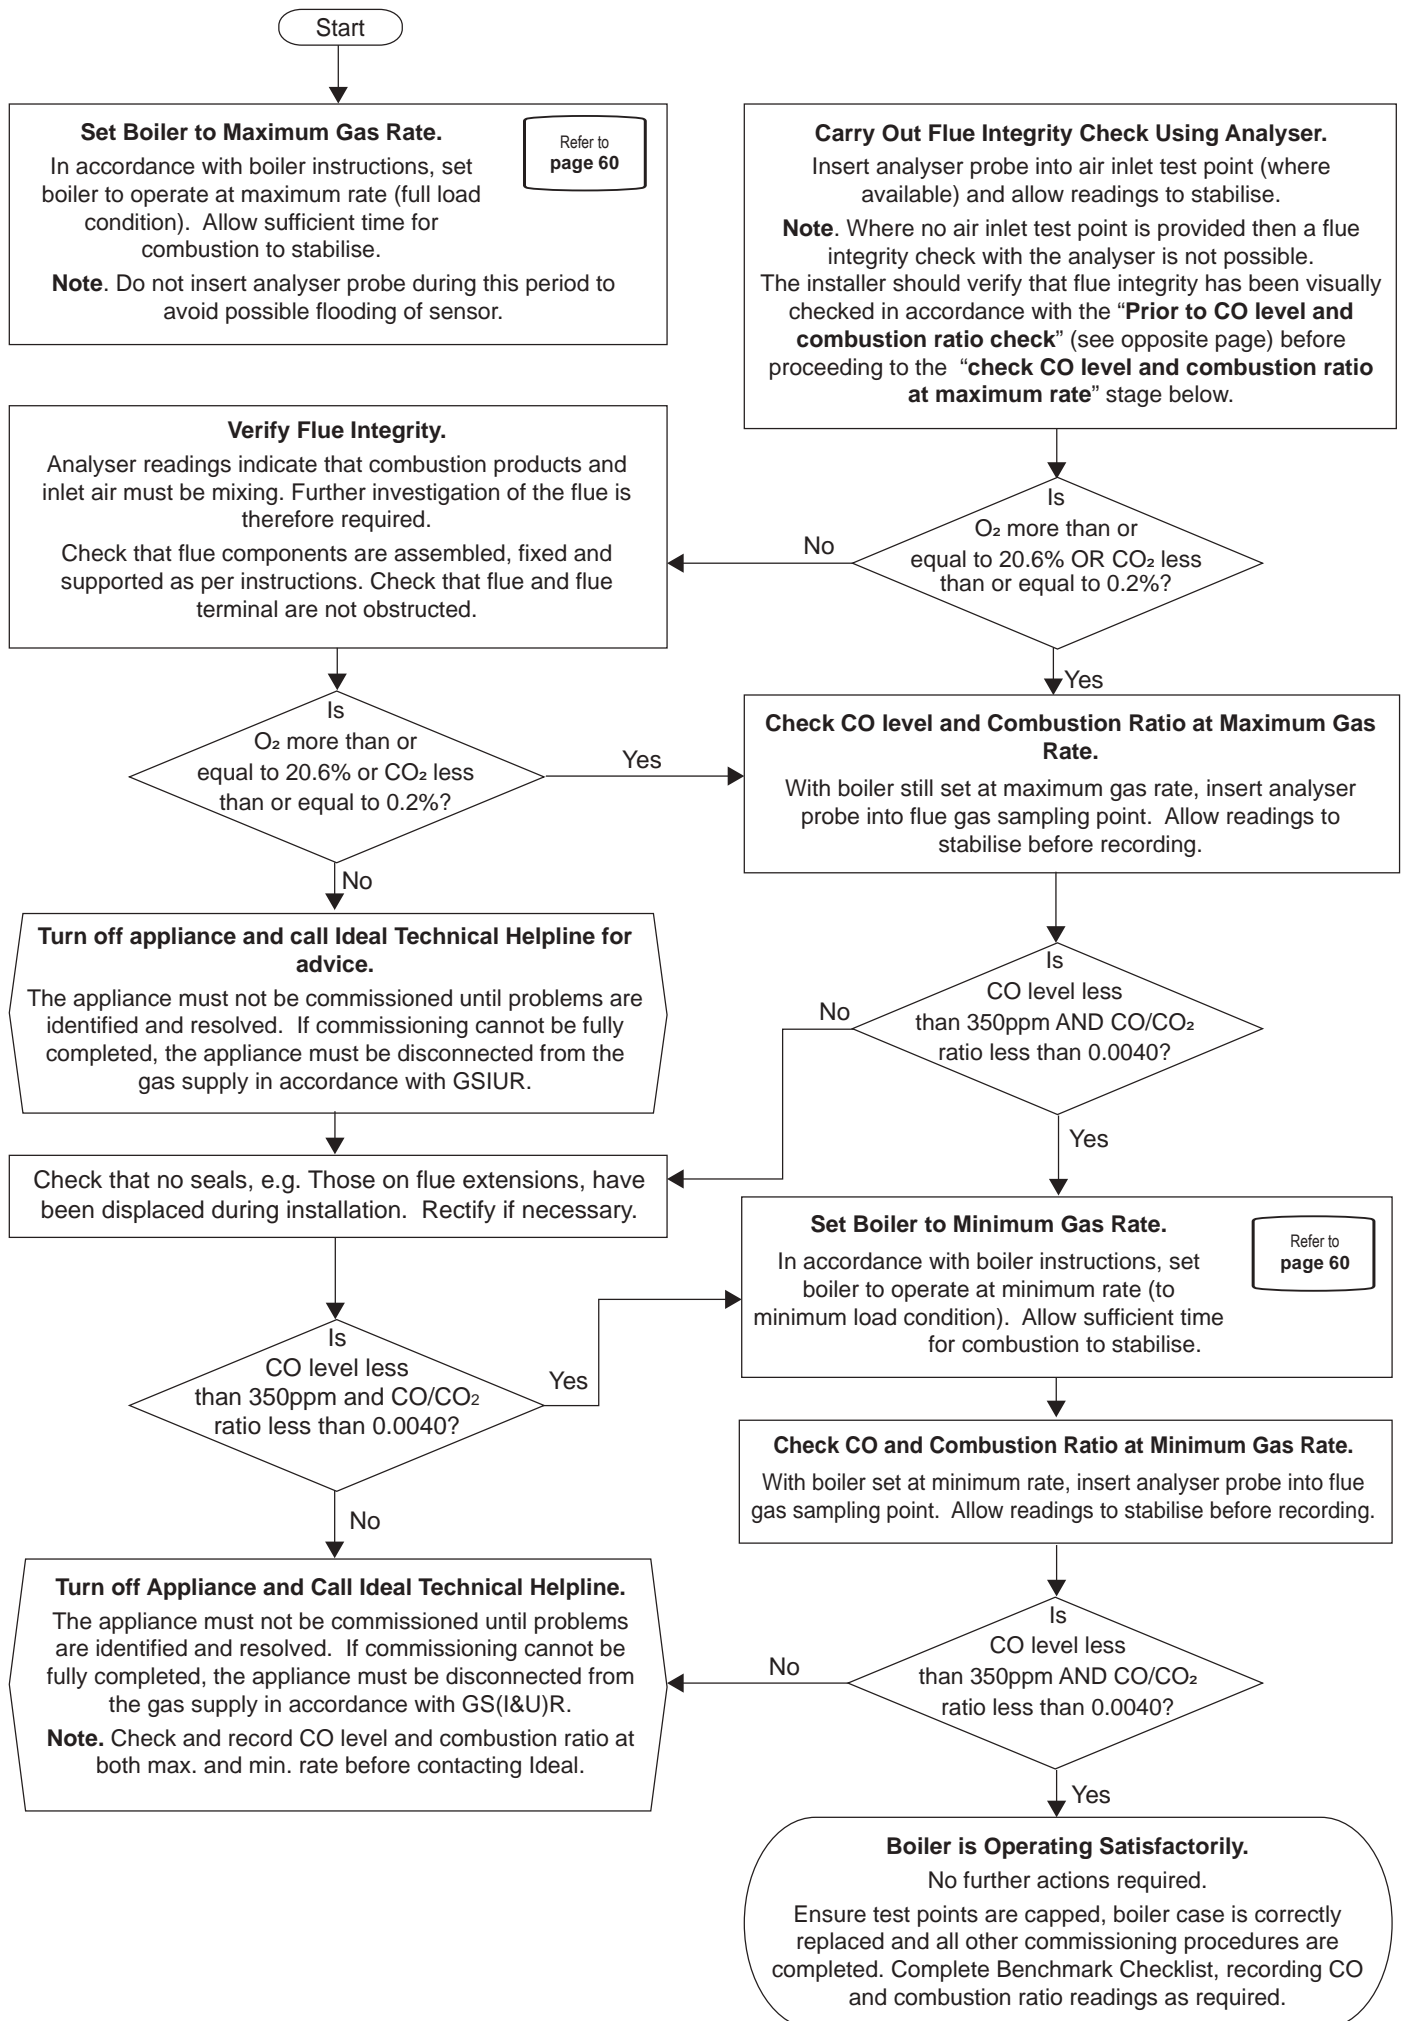 Start
Set Boiler to Maximum Gas Rate.
Refer to
page 60
In accordance with boiler instructions, set
boiler to operate at maximum rate (full load
condition). Allow sufficient time for
combustion to stabilise.
Note. Do not insert analyser probe during this period to
avoid possible flooding of sensor.
Carry Out Flue Integrity Check Using Analyser.
Insert analyser probe into air inlet test point (where
available) and allow readings to stabilise.
Note. Where no air inlet test point is provided then a flue
integrity check with the analyser is not possible.
The installer should verify that flue integrity has been visually
checked in accordance with the “Prior to CO level and
combustion ratio check” (see opposite page) before
proceeding to the “check CO level and combustion ratio
at maximum rate” stage below.
Is
O₂ more than or
equal to 20.6% OR CO₂ less
than or equal to 0.2%?
No
Yes
Verify Flue Integrity.
Analyser readings indicate that combustion products and
inlet air must be mixing. Further investigation of the flue is
therefore required.
Check that flue components are assembled, fixed and
supported as per instructions. Check that flue and flue
terminal are not obstructed.
Is
O₂ more than or
equal to 20.6% or CO₂ less
than or equal to 0.2%?
Yes
No
Check CO level and Combustion Ratio at Maximum Gas
Rate.
With boiler still set at maximum gas rate, insert analyser
probe into flue gas sampling point. Allow readings to
stabilise before recording.
Turn off appliance and call Ideal Technical Helpline for
advice.
The appliance must not be commissioned until problems are
identified and resolved. If commissioning cannot be fully
completed, the appliance must be disconnected from the
gas supply in accordance with GSIUR.
Is
CO level less
than 350ppm AND CO/CO₂
ratio less than 0.0040?
No
Yes
Check that no seals, e.g. Those on flue extensions, have
been displaced during installation. Rectify if necessary.
Set Boiler to Minimum Gas Rate.
Refer to
page 60
In accordance with boiler instructions, set
boiler to operate at minimum rate (to
minimum load condition). Allow sufficient time
for combustion to stabilise.
Is
CO level less
than 350ppm and CO/CO₂
ratio less than 0.0040?
Yes
No
Check CO and Combustion Ratio at Minimum Gas Rate.
With boiler set at minimum rate, insert analyser probe into flue
gas sampling point. Allow readings to stabilise before recording.
Turn off Appliance and Call Ideal Technical Helpline.
The appliance must not be commissioned until problems
are identified and resolved. If commissioning cannot be
fully completed, the appliance must be disconnected from
the gas supply in accordance with GS(I&U)R.
Note. Check and record CO level and combustion ratio at
both max. and min. rate before contacting Ideal.
Is
CO level less
than 350ppm AND CO/CO₂
ratio less than 0.0040?
No
Yes
Boiler is Operating Satisfactorily.
No further actions required.
Ensure test points are capped, boiler case is correctly
replaced and all other commissioning procedures are
completed. Complete Benchmark Checklist, recording CO
and combustion ratio readings as required.